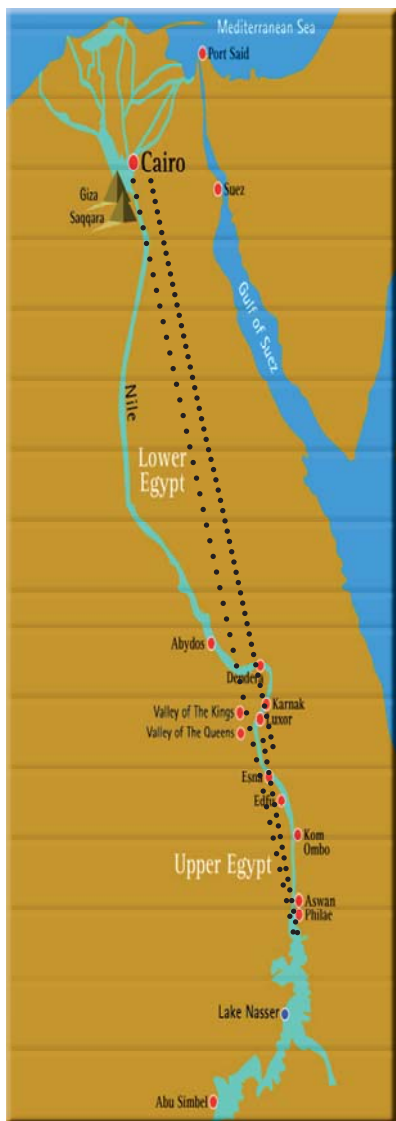 Mediterranean Sea
Port Said
Cairo
Giza
Suez
Saqqara
Gulf of Suez
Nile
Lower
Egypt
Abydos
Dendera
Karnak
Valley of The Kings
Luxor
Valley of The Queens
Esna
Edfu
Kom
Ombo
Upper Egypt
Aswan
Philae
Lake Nasser
Abu Simbel